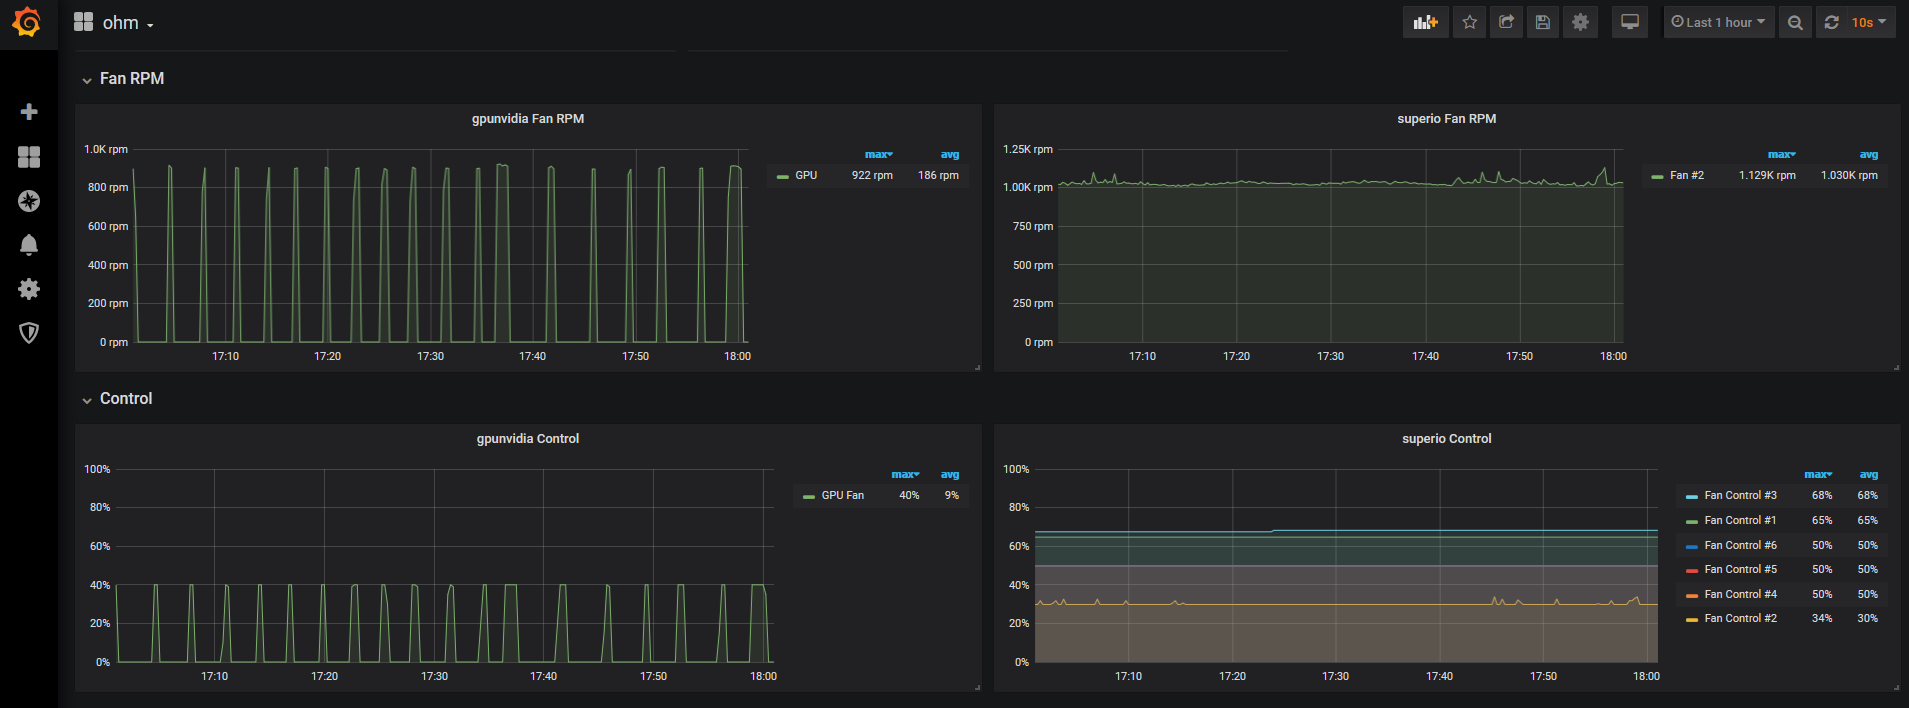 ohm
Last 1 hour
10s
Fan RPM
gpunvidia Fan RPM
1.0K rpm
800 rpm
600 rpm
400 rpm
200 rpm
0 rpm
17:10 17:20 17:30 17:40 17:50 18:00
max avg
GPU 922 rpm 186 rpm
superio Fan RPM
1.25K rpm
1.00K rpm
750 rpm
500 rpm
250 rpm
0 rpm
17:10 17:20 17:30 17:40 17:50 18:00
max avg
Fan #2 1.129K rpm 1.030K rpm
Control
gpunvidia Control
100%
80%
60%
40%
20%
0%
17:10 17:20 17:30 17:40 17:50 18:00
max avg
GPU Fan 40% 9%
superio Control
100%
80%
60%
40%
20%
0%
17:10 17:20 17:30 17:40 17:50 18:00
max avg
Fan Control #3 68% 68%
Fan Control #1 65% 65%
Fan Control #6 50% 50%
Fan Control #5 50% 50%
Fan Control #4 50% 50%
Fan Control #2 34% 30%